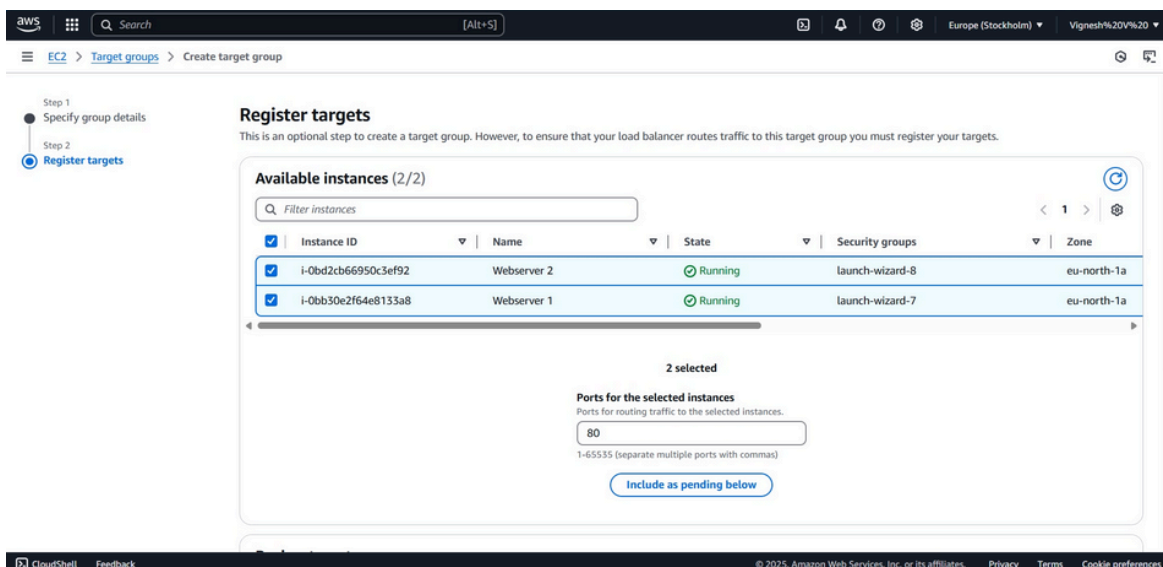 aws Search [Alt+S] Europe (Stockholm) Vignesh%20V%20
EC2 > Target groups > Create target group
Step 1
Specify group details
Step 2
Register targets
Register targets
This is an optional step to create a target group. However, to ensure that your load balancer routes traffic to this target group you must register your targets.
Available instances (2/2)
Filter instances
1
Instance ID Name State Security groups Zone
i-0bd2cb66950c3ef92 Webserver 2 Running launch-wizard-8 eu-north-1a
i-0bb30e2f64e8133a8 Webserver 1 Running launch-wizard-7 eu-north-1a
2 selected
Ports for the selected instances
Ports for routing traffic to the selected instances.
80
1-65535 (separate multiple ports with commas)
Include as pending below
CloudShell Feedback © 2025, Amazon Web Services, Inc. or its affiliates. Privacy Terms Cookie preferences